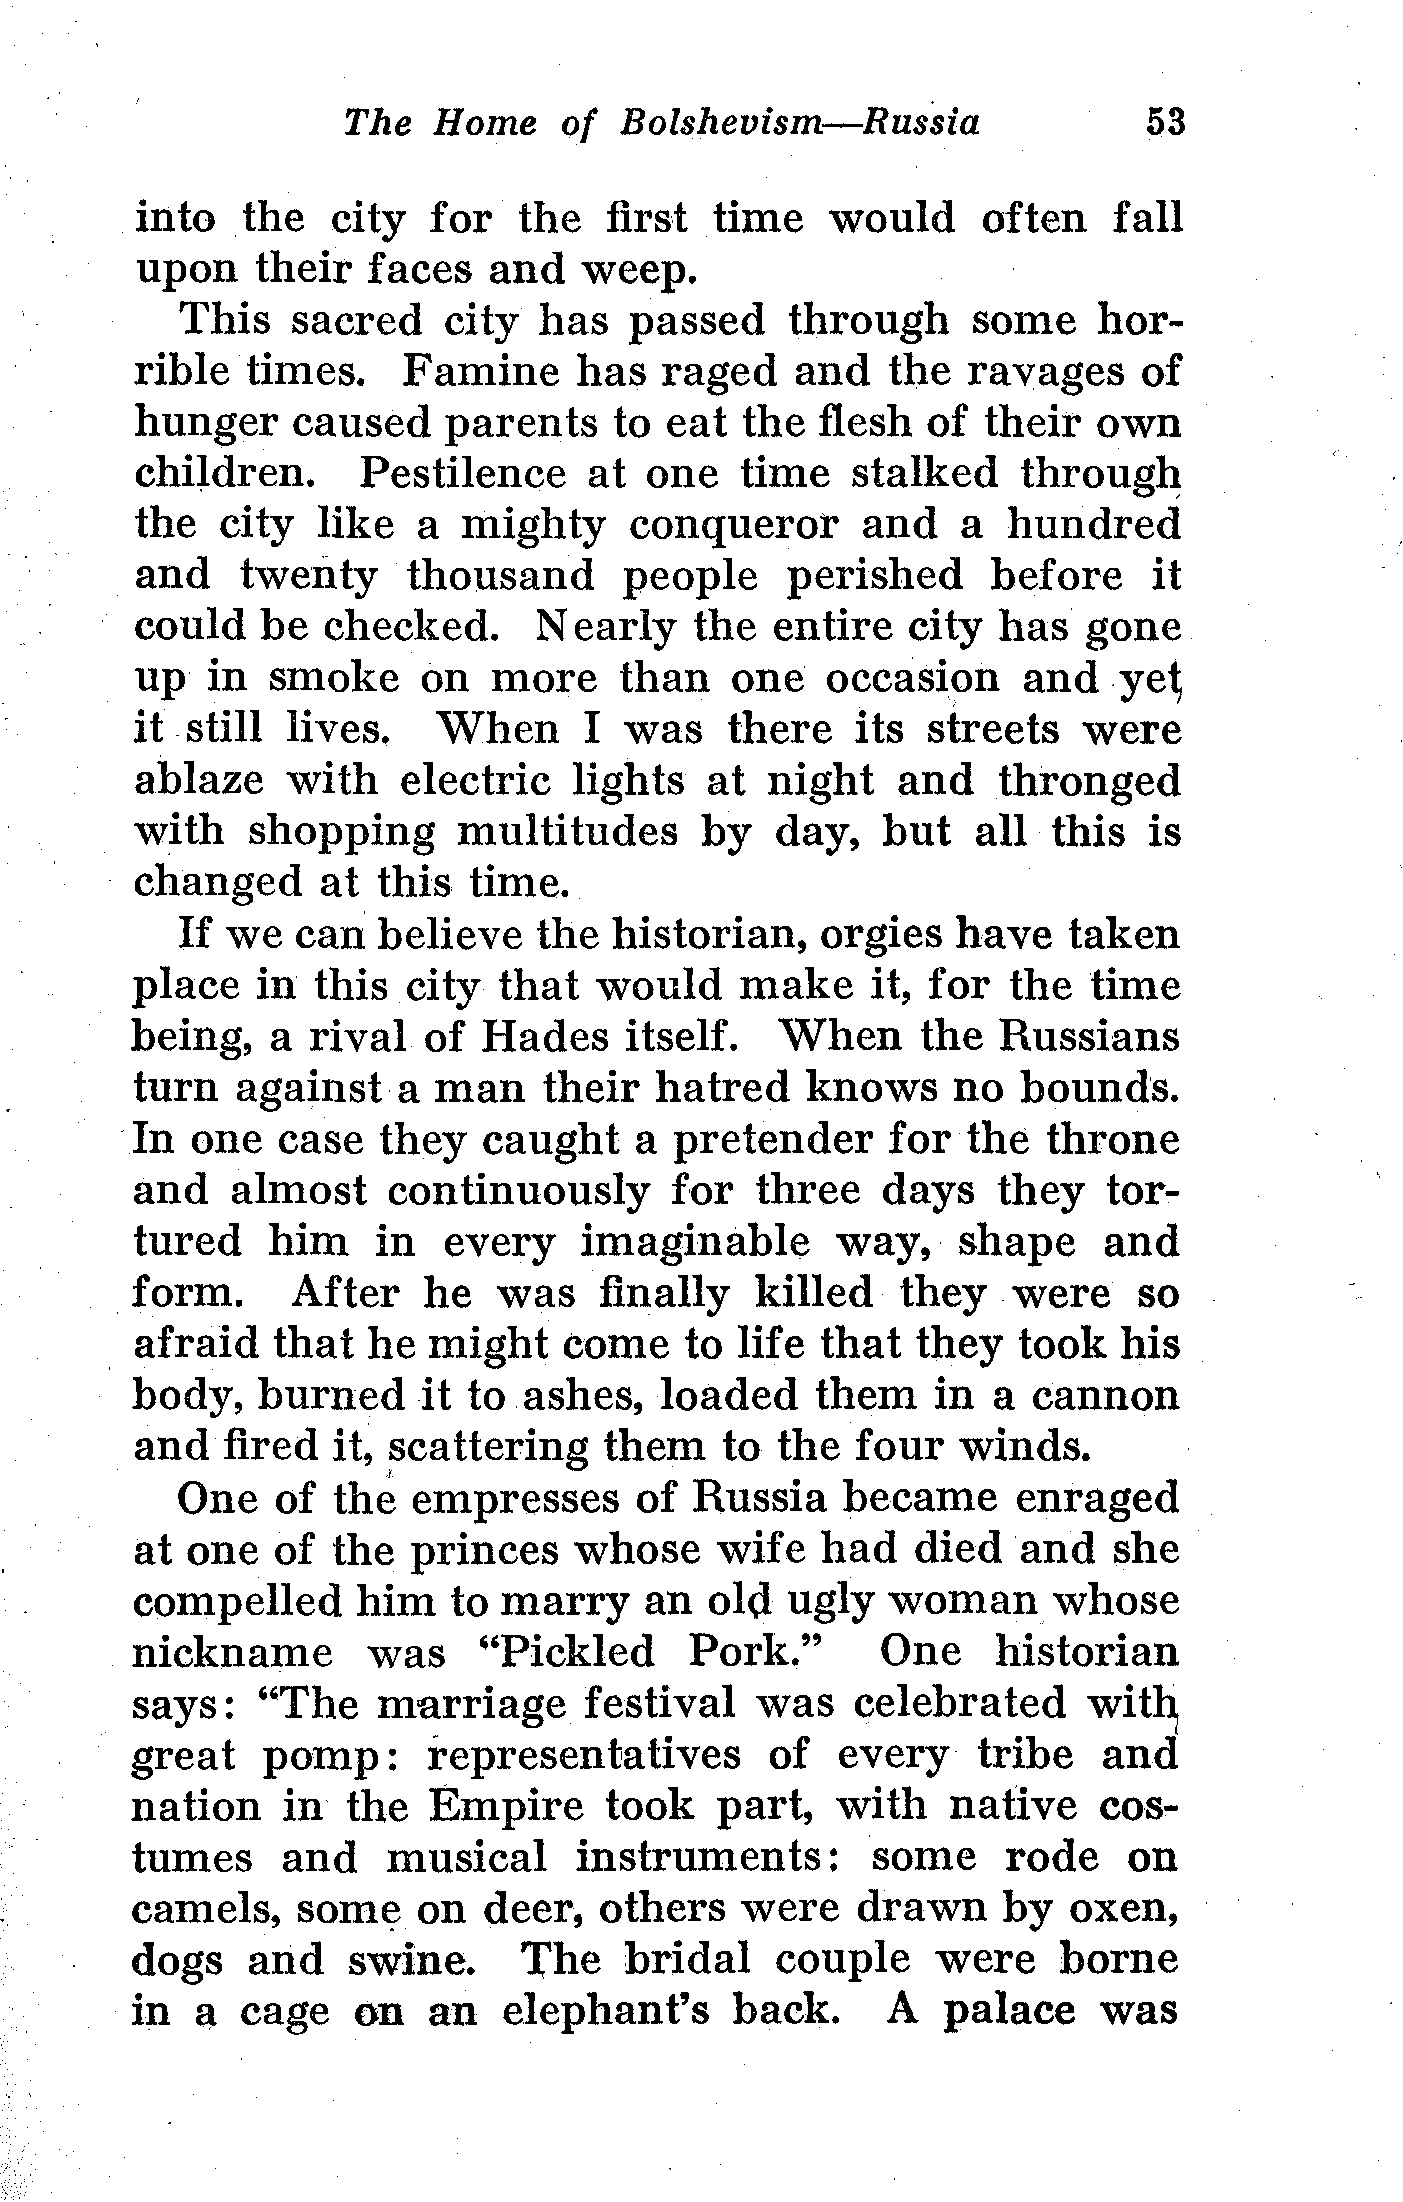 The Home of Bolshevism—Russia 53
into the city for the first time would often fall
upon their faces and weep.
This sacred city has passed through some hor-
rible times. Famine has raged and the ravages of
hunger caused parents to eat the flesh of their own
children. Pestilence at one time stalked through
the city like a mighty conqueror and a hundred
and twenty thousand people perished before it
could be checked. Nearly the entire city has gone
up in smoke on more than one occasion and yet
it still lives. When I was there its streets were
ablaze with electric lights at night and thronged
with shopping multitudes by day, but all this is
changed at this time.
If we can believe the historian, orgies have taken
place in this city that would make it, for the time
being, a rival of Hades itself. When the Russians
turn against a man their hatred knows no bounds.
In one case they caught a pretender for the throne
and almost continuously for three days they tor-
tured him in every imaginable way, shape and
form. After he was finally killed they were so
afraid that he might come to life that they took his
body, burned it to ashes, loaded them in a cannon
and fired it, scattering them to the four winds.
One of the empresses of Russia became enraged
at one of the princes whose wife had died and she
compelled him to marry an old ugly woman whose
nickname was “Pickled Pork.” One historian
says: “The marriage festival was celebrated with
great pomp: representatives of every tribe and
nation in the Empire took part, with native cos-
tumes and musical instruments: some rode on
camels, some on deer, others were drawn by oxen,
dogs and swine. The bridal couple were borne
in a cage on an elephant’s back. A palace was